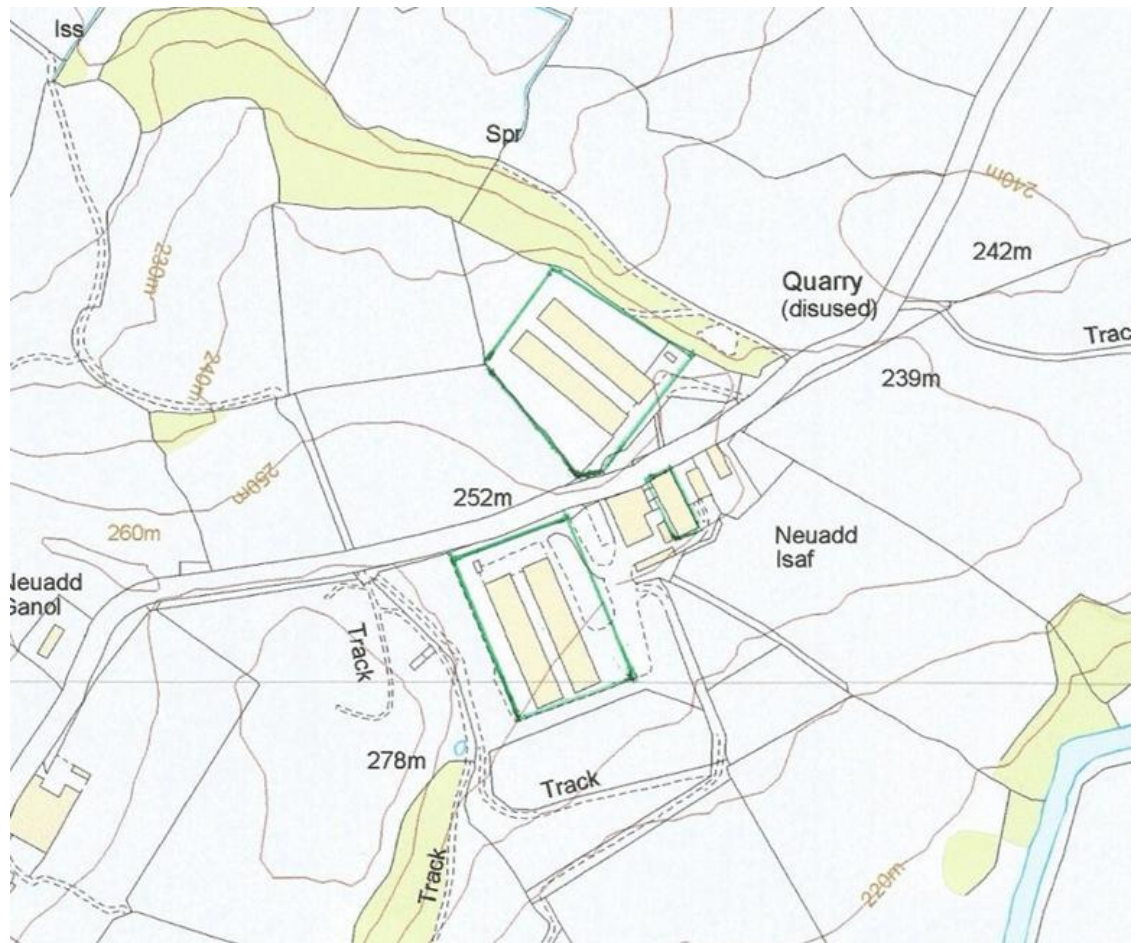 Iss
Spr
240m
242m
Quarry
(disused)
Trac
230m
239m
240m
250m
252m
260m
Neuadd
Isaf
Neuadd
Ganol
Track
278m
Track
Track
220m